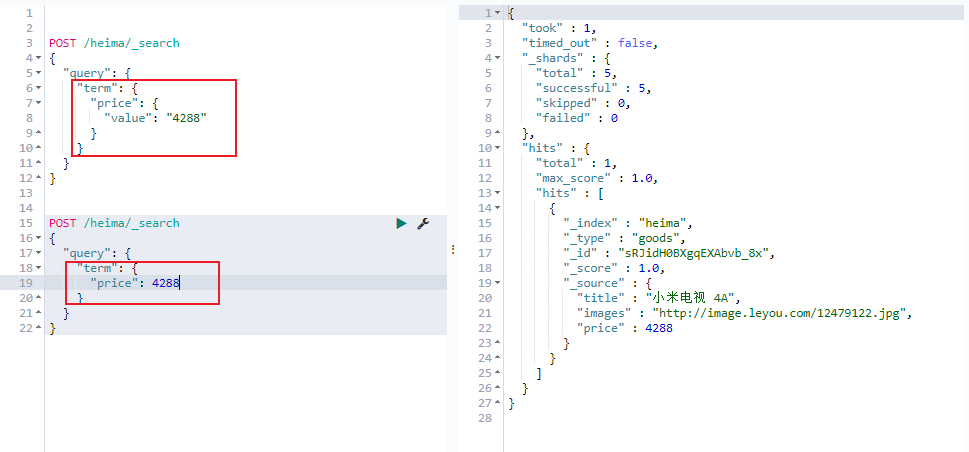 1
2
3 POST /heima/_search
4 {
5   "query": {
6     "term": {
7       "price": {
8         "value": "4288"
9       }
10     }
11   }
12 }
13
14
15 POST /heima/_search
16 {
17   "query": {
18     "term": {
19       "price": 4288
20     }
21   }
22 }
1 {
2   "took" : 1,
3   "timed_out" : false,
4   "_shards" : {
5     "total" : 5,
6     "successful" : 5,
7     "skipped" : 0,
8     "failed" : 0
9   },
10   "hits" : {
11     "total" : 1,
12     "max_score" : 1.0,
13     "hits" : [
14       {
15         "_index" : "heima",
16         "_type" : "goods",
17         "_id" : "sRJidH0BXgqEXAbvb_8x",
18         "_score" : 1.0,
19         "_source" : {
20           "title" : "小米电视 4A",
21           "images" : "http://image.leyou.com/12479122.jpg",
22           "price" : 4288
23         }
24       }
25     ]
26   }
27 }
28